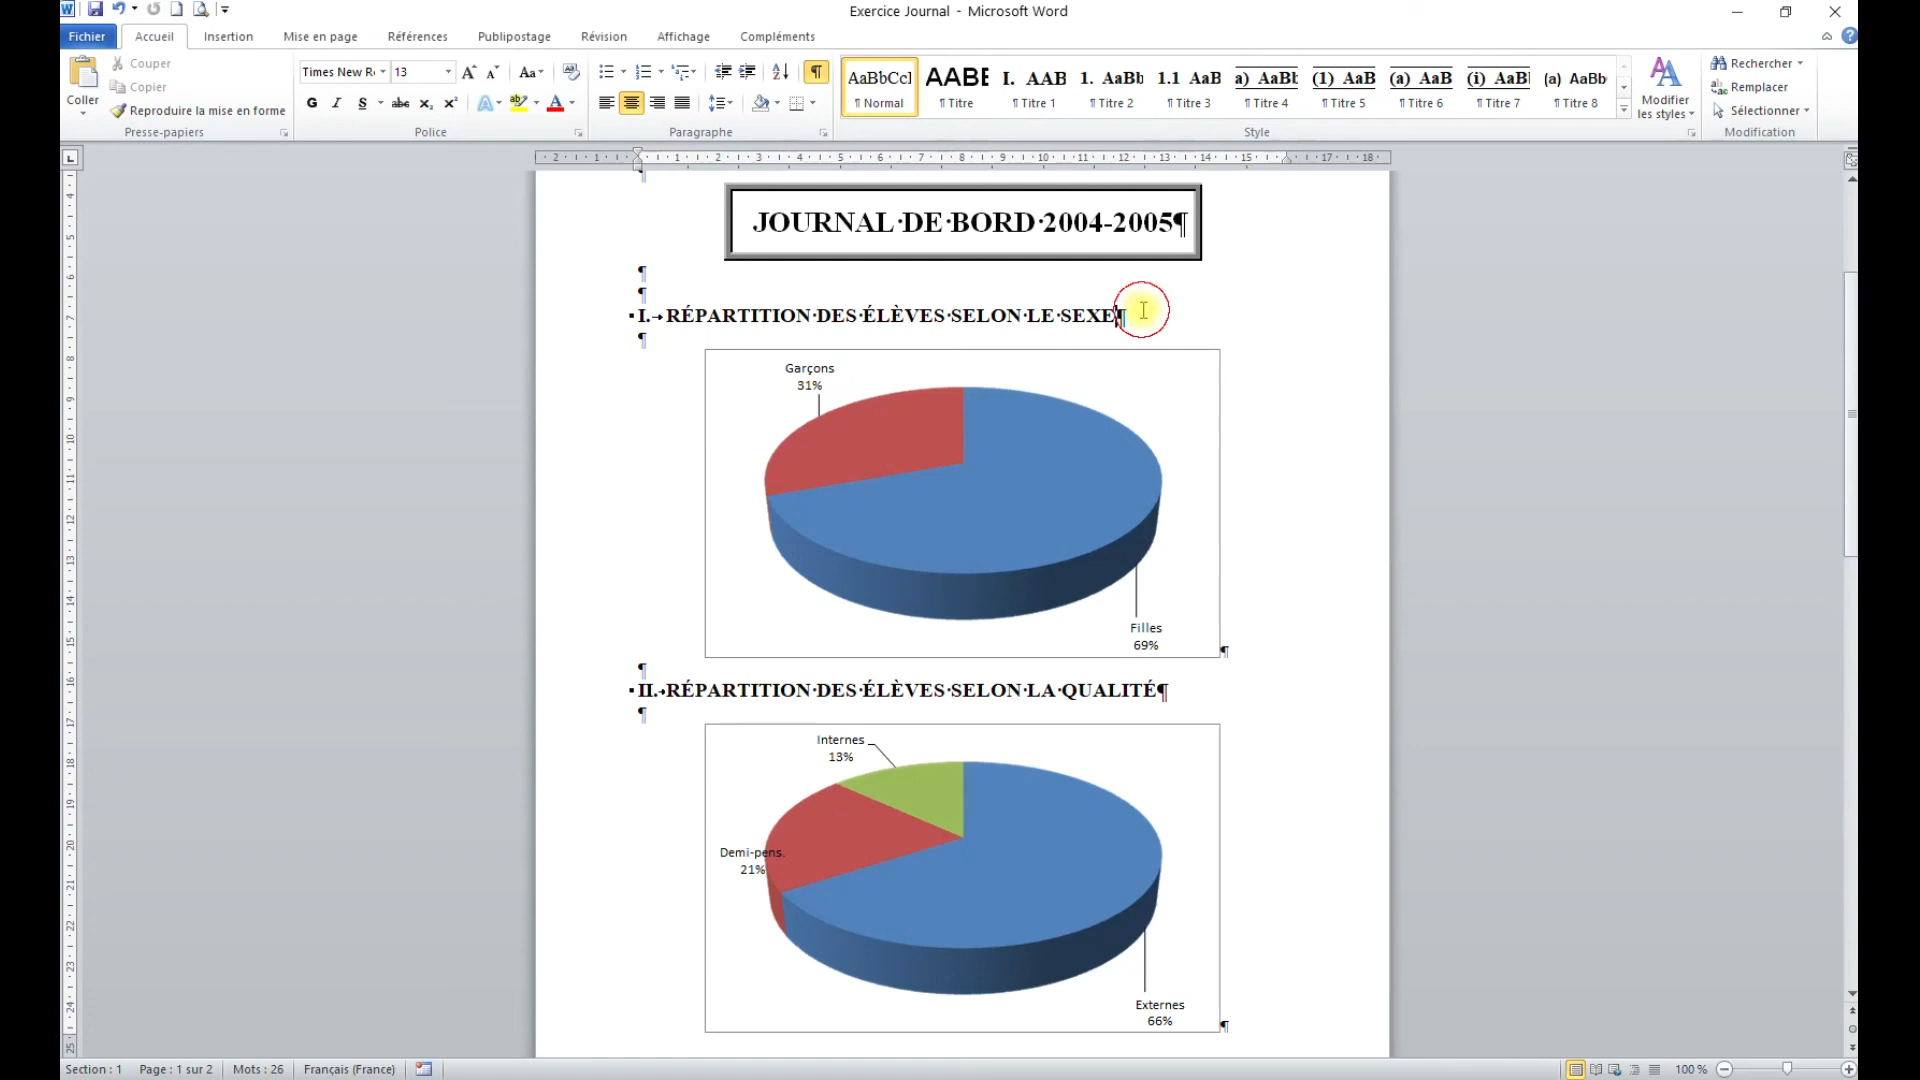 Exercice Journal - Microsoft Word
Fichier Accueil Insertion Mise en page Références Publipostage Révision Affichage Compléments
Coller
Couper
Copier
Reproduire la mise en forme
Presse-papiers
Times New R 13
Police
Paragraphe
AaBbCcI AABE I. AAB 1. AaBb 1.1 AaB a) AaBb (1) AaB (a) AaB (i) AaB (a) AaBb
¶ Normal ¶ Titre ¶ Titre 1 ¶ Titre 2 ¶ Titre 3 ¶ Titre 4 ¶ Titre 5 ¶ Titre 6 ¶ Titre 7 ¶ Titre 8
Style
Modifier les styles
Rechercher
Remplacer
Sélectionner
Modification
JOURNAL·DE·BORD·2004-2005¶
I.→RÉPARTITION·DES·ÉLÈVES·SELON·LE·SEXE¶
Garçons
31%
Filles
69%
II.→RÉPARTITION·DES·ÉLÈVES·SELON·LA·QUALITÉ¶
Internes
13%
Demi-pens.
21%
Externes
66%
Section : 1 Page : 1 sur 2 Mots : 26 Français (France) 100 %